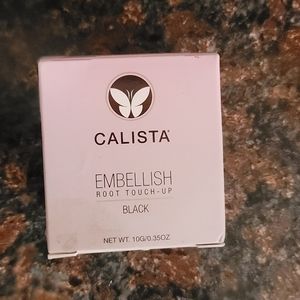 CALISTA®
EMBELLISH
ROOT TOUCH-UP
BLACK
NET WT. 10G/0.35OZ